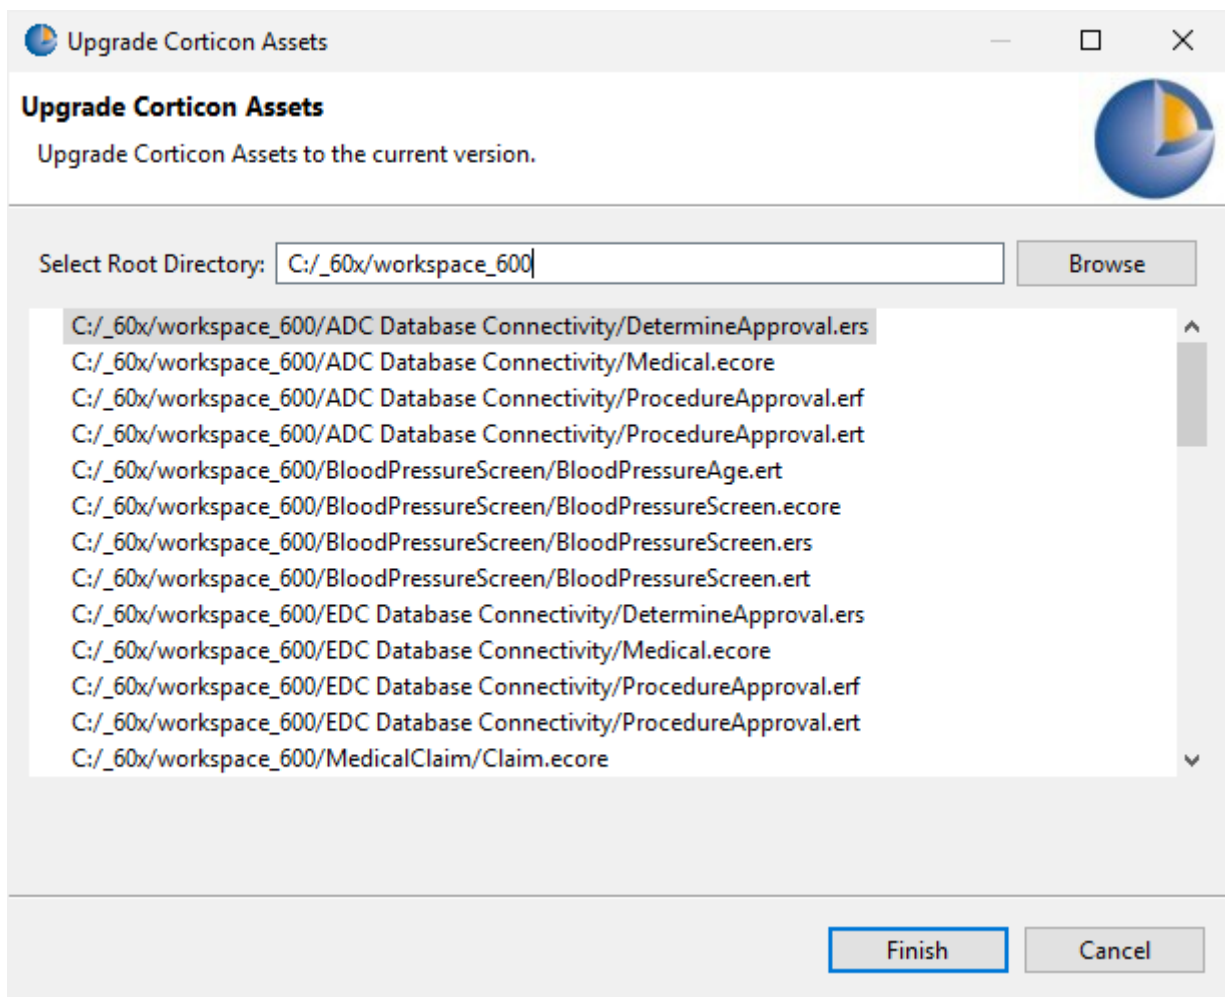 Upgrade Corticon Assets
Upgrade Corticon Assets
Upgrade Corticon Assets to the current version.
Select Root Directory: C:/_60x/workspace_600 Browse
C:/_60x/workspace_600/ADC Database Connectivity/DetermineApproval.ers
C:/_60x/workspace_600/ADC Database Connectivity/Medical.ecore
C:/_60x/workspace_600/ADC Database Connectivity/ProcedureApproval.erf
C:/_60x/workspace_600/ADC Database Connectivity/ProcedureApproval.ert
C:/_60x/workspace_600/BloodPressureScreen/BloodPressureAge.ert
C:/_60x/workspace_600/BloodPressureScreen/BloodPressureScreen.ecore
C:/_60x/workspace_600/BloodPressureScreen/BloodPressureScreen.ers
C:/_60x/workspace_600/BloodPressureScreen/BloodPressureScreen.ert
C:/_60x/workspace_600/EDC Database Connectivity/DetermineApproval.ers
C:/_60x/workspace_600/EDC Database Connectivity/Medical.ecore
C:/_60x/workspace_600/EDC Database Connectivity/ProcedureApproval.erf
C:/_60x/workspace_600/EDC Database Connectivity/ProcedureApproval.ert
C:/_60x/workspace_600/MedicalClaim/Claim.ecore
Finish Cancel